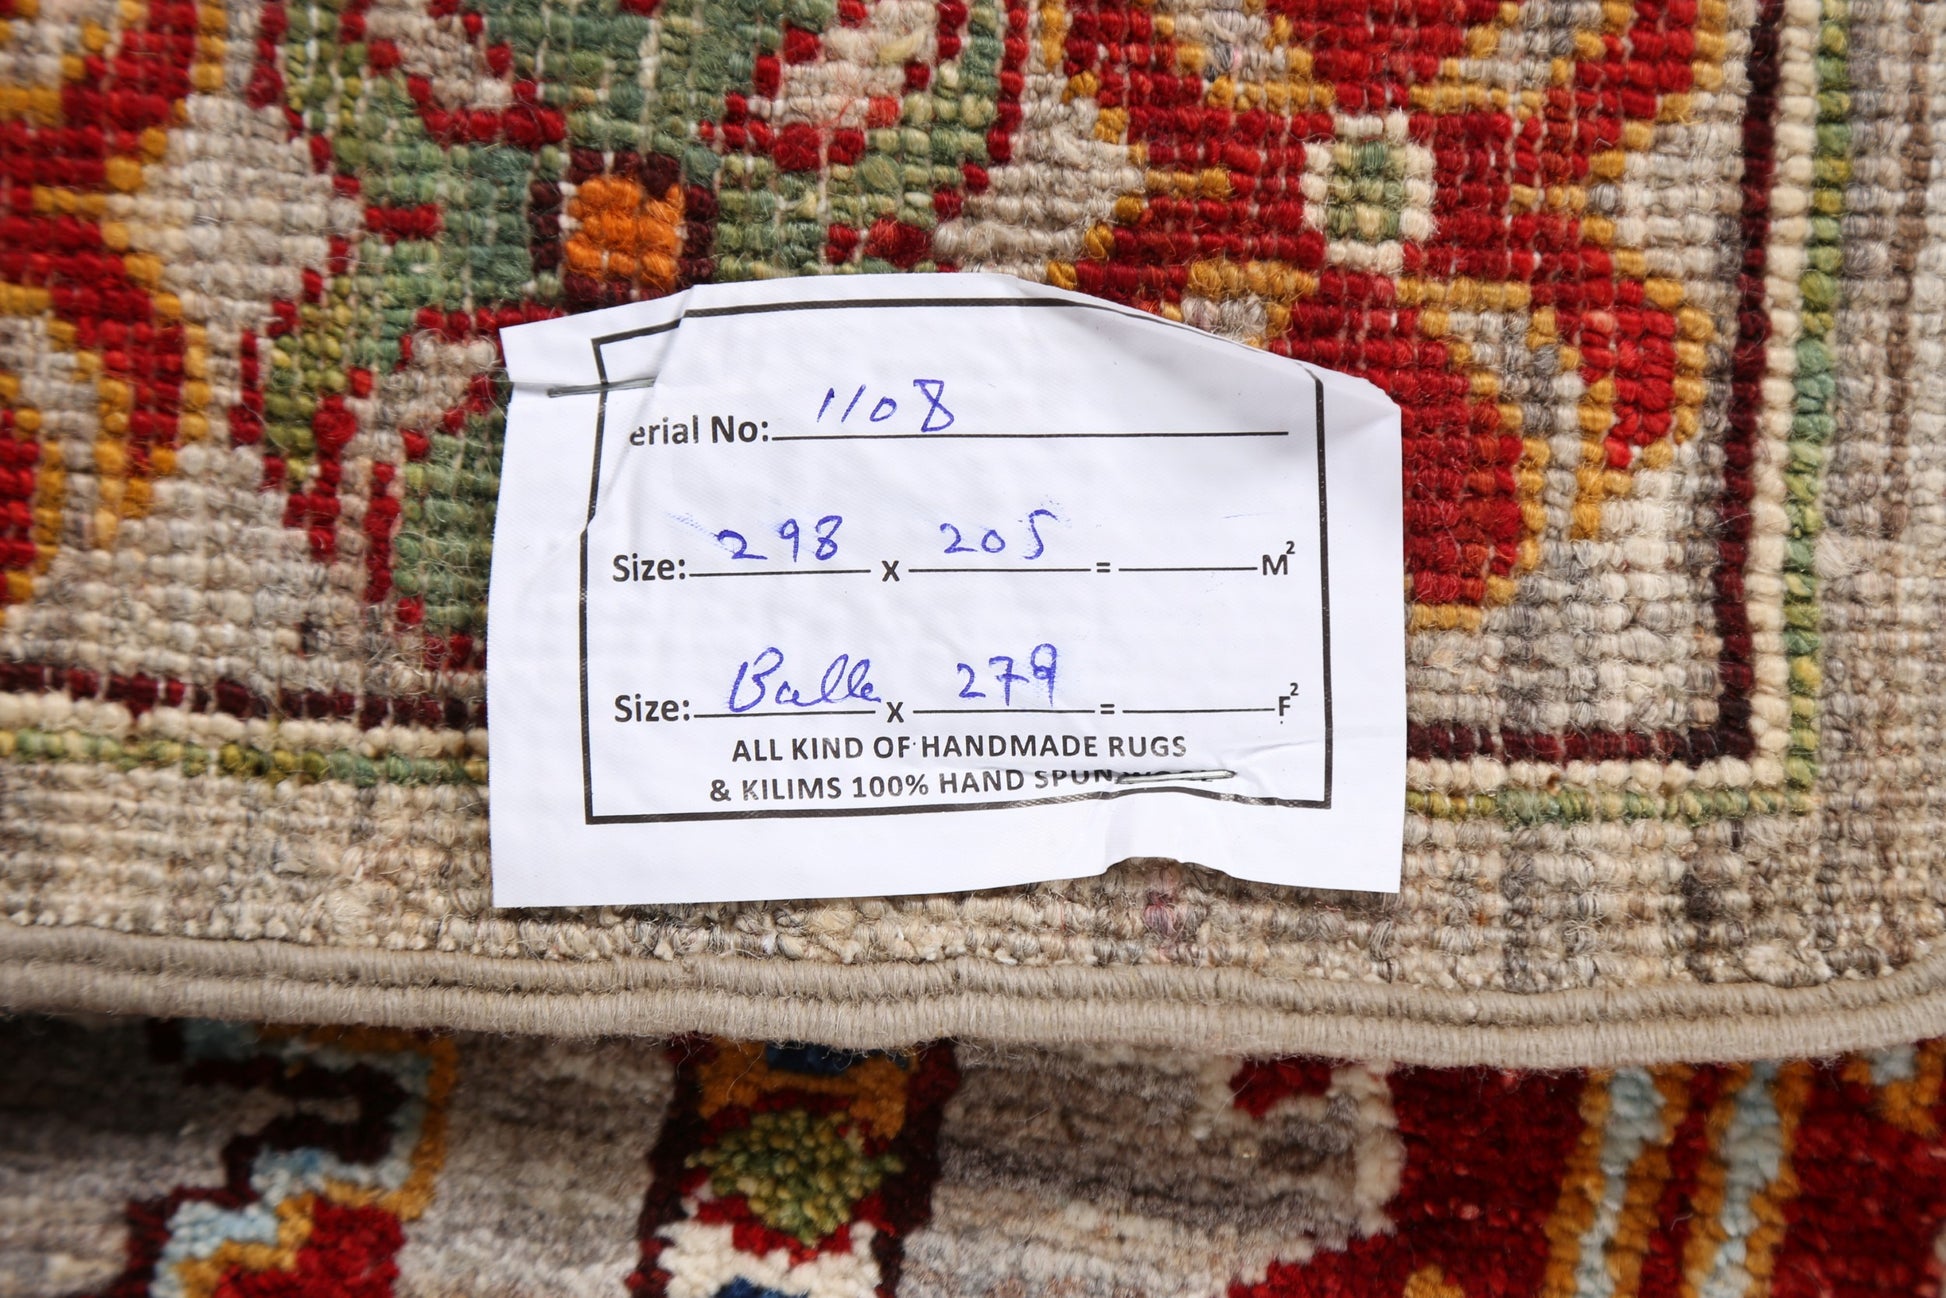 erial No: 1108
Size: 298 x 205 = M²
Size: Balle x 279 = F²
ALL KIND OF HANDMADE RUGS
& KILIMS 100% HAND SPUN